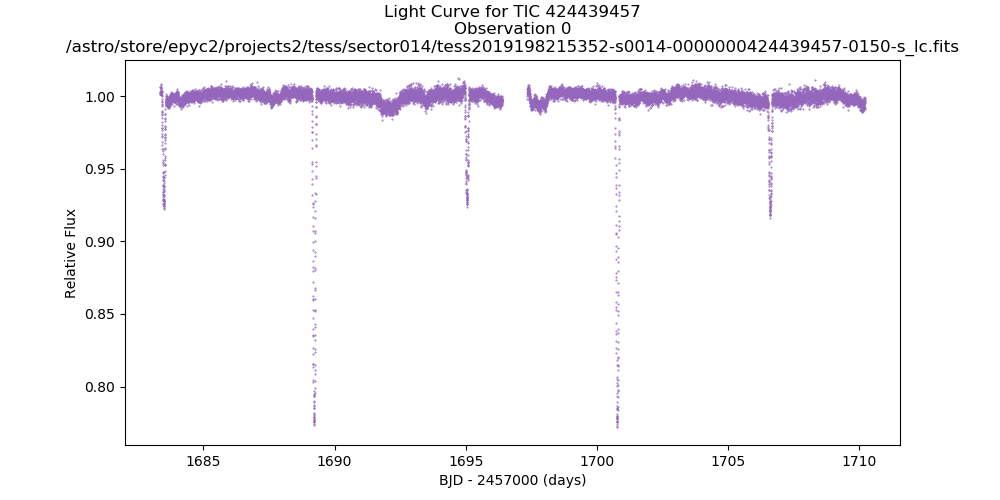 Light Curve for TIC 424439457
Observation 0
/astro/store/epyc2/projects2/tess/sector014/tess2019198215352-s0014-0000000424439457-0150-s_lc.fits
1.00
0.95
0.90
0.85
0.80
Relative Flux
1685
1690
1695
1700
1705
1710
BJD - 2457000 (days)